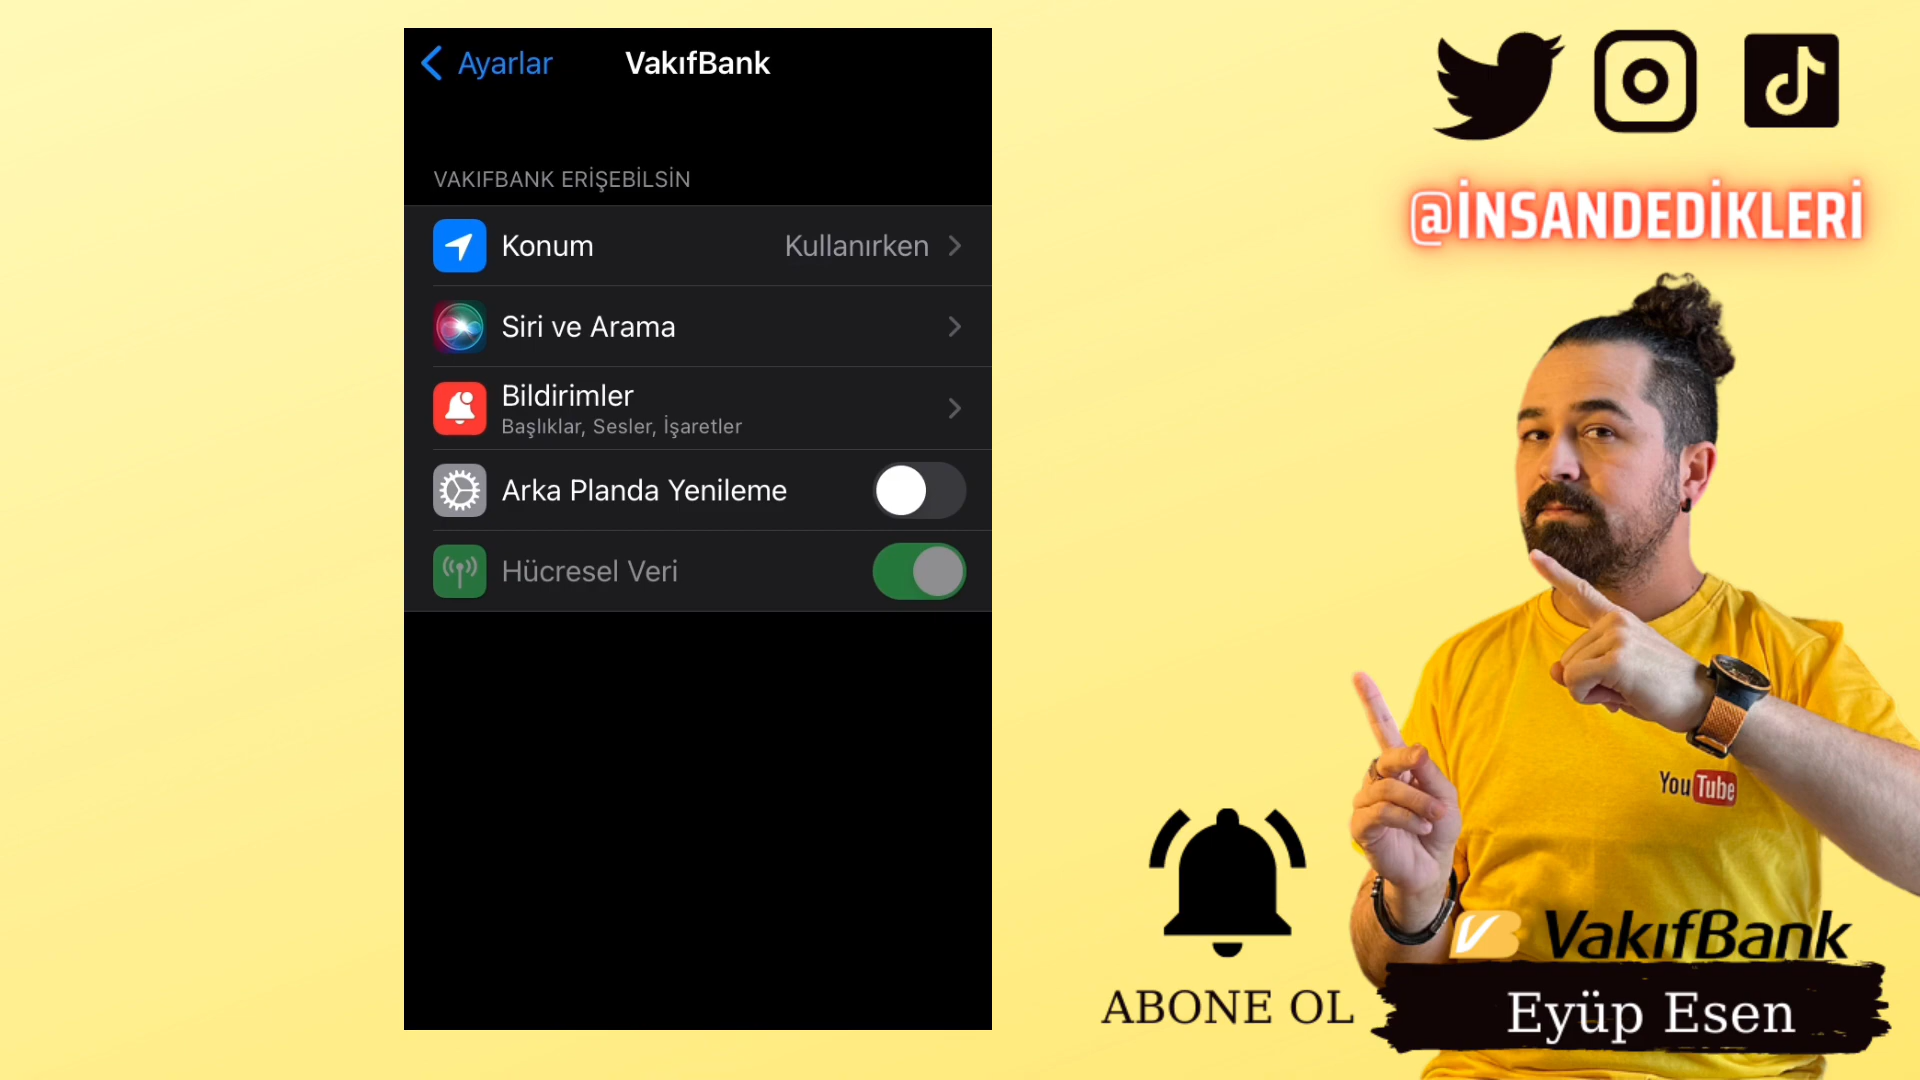 Ayarlar
VakıfBank
VAKIFBANK ERİŞEBİLSİN
Konum
Kullanırken
Siri ve Arama
Bildirimler
Başlıklar, Sesler, İşaretler
Arka Planda Yenileme
Hücresel Veri
@İNSANDEDİKLERİ
YouTube
VakıfBank
ABONE OL
Eyüp Esen